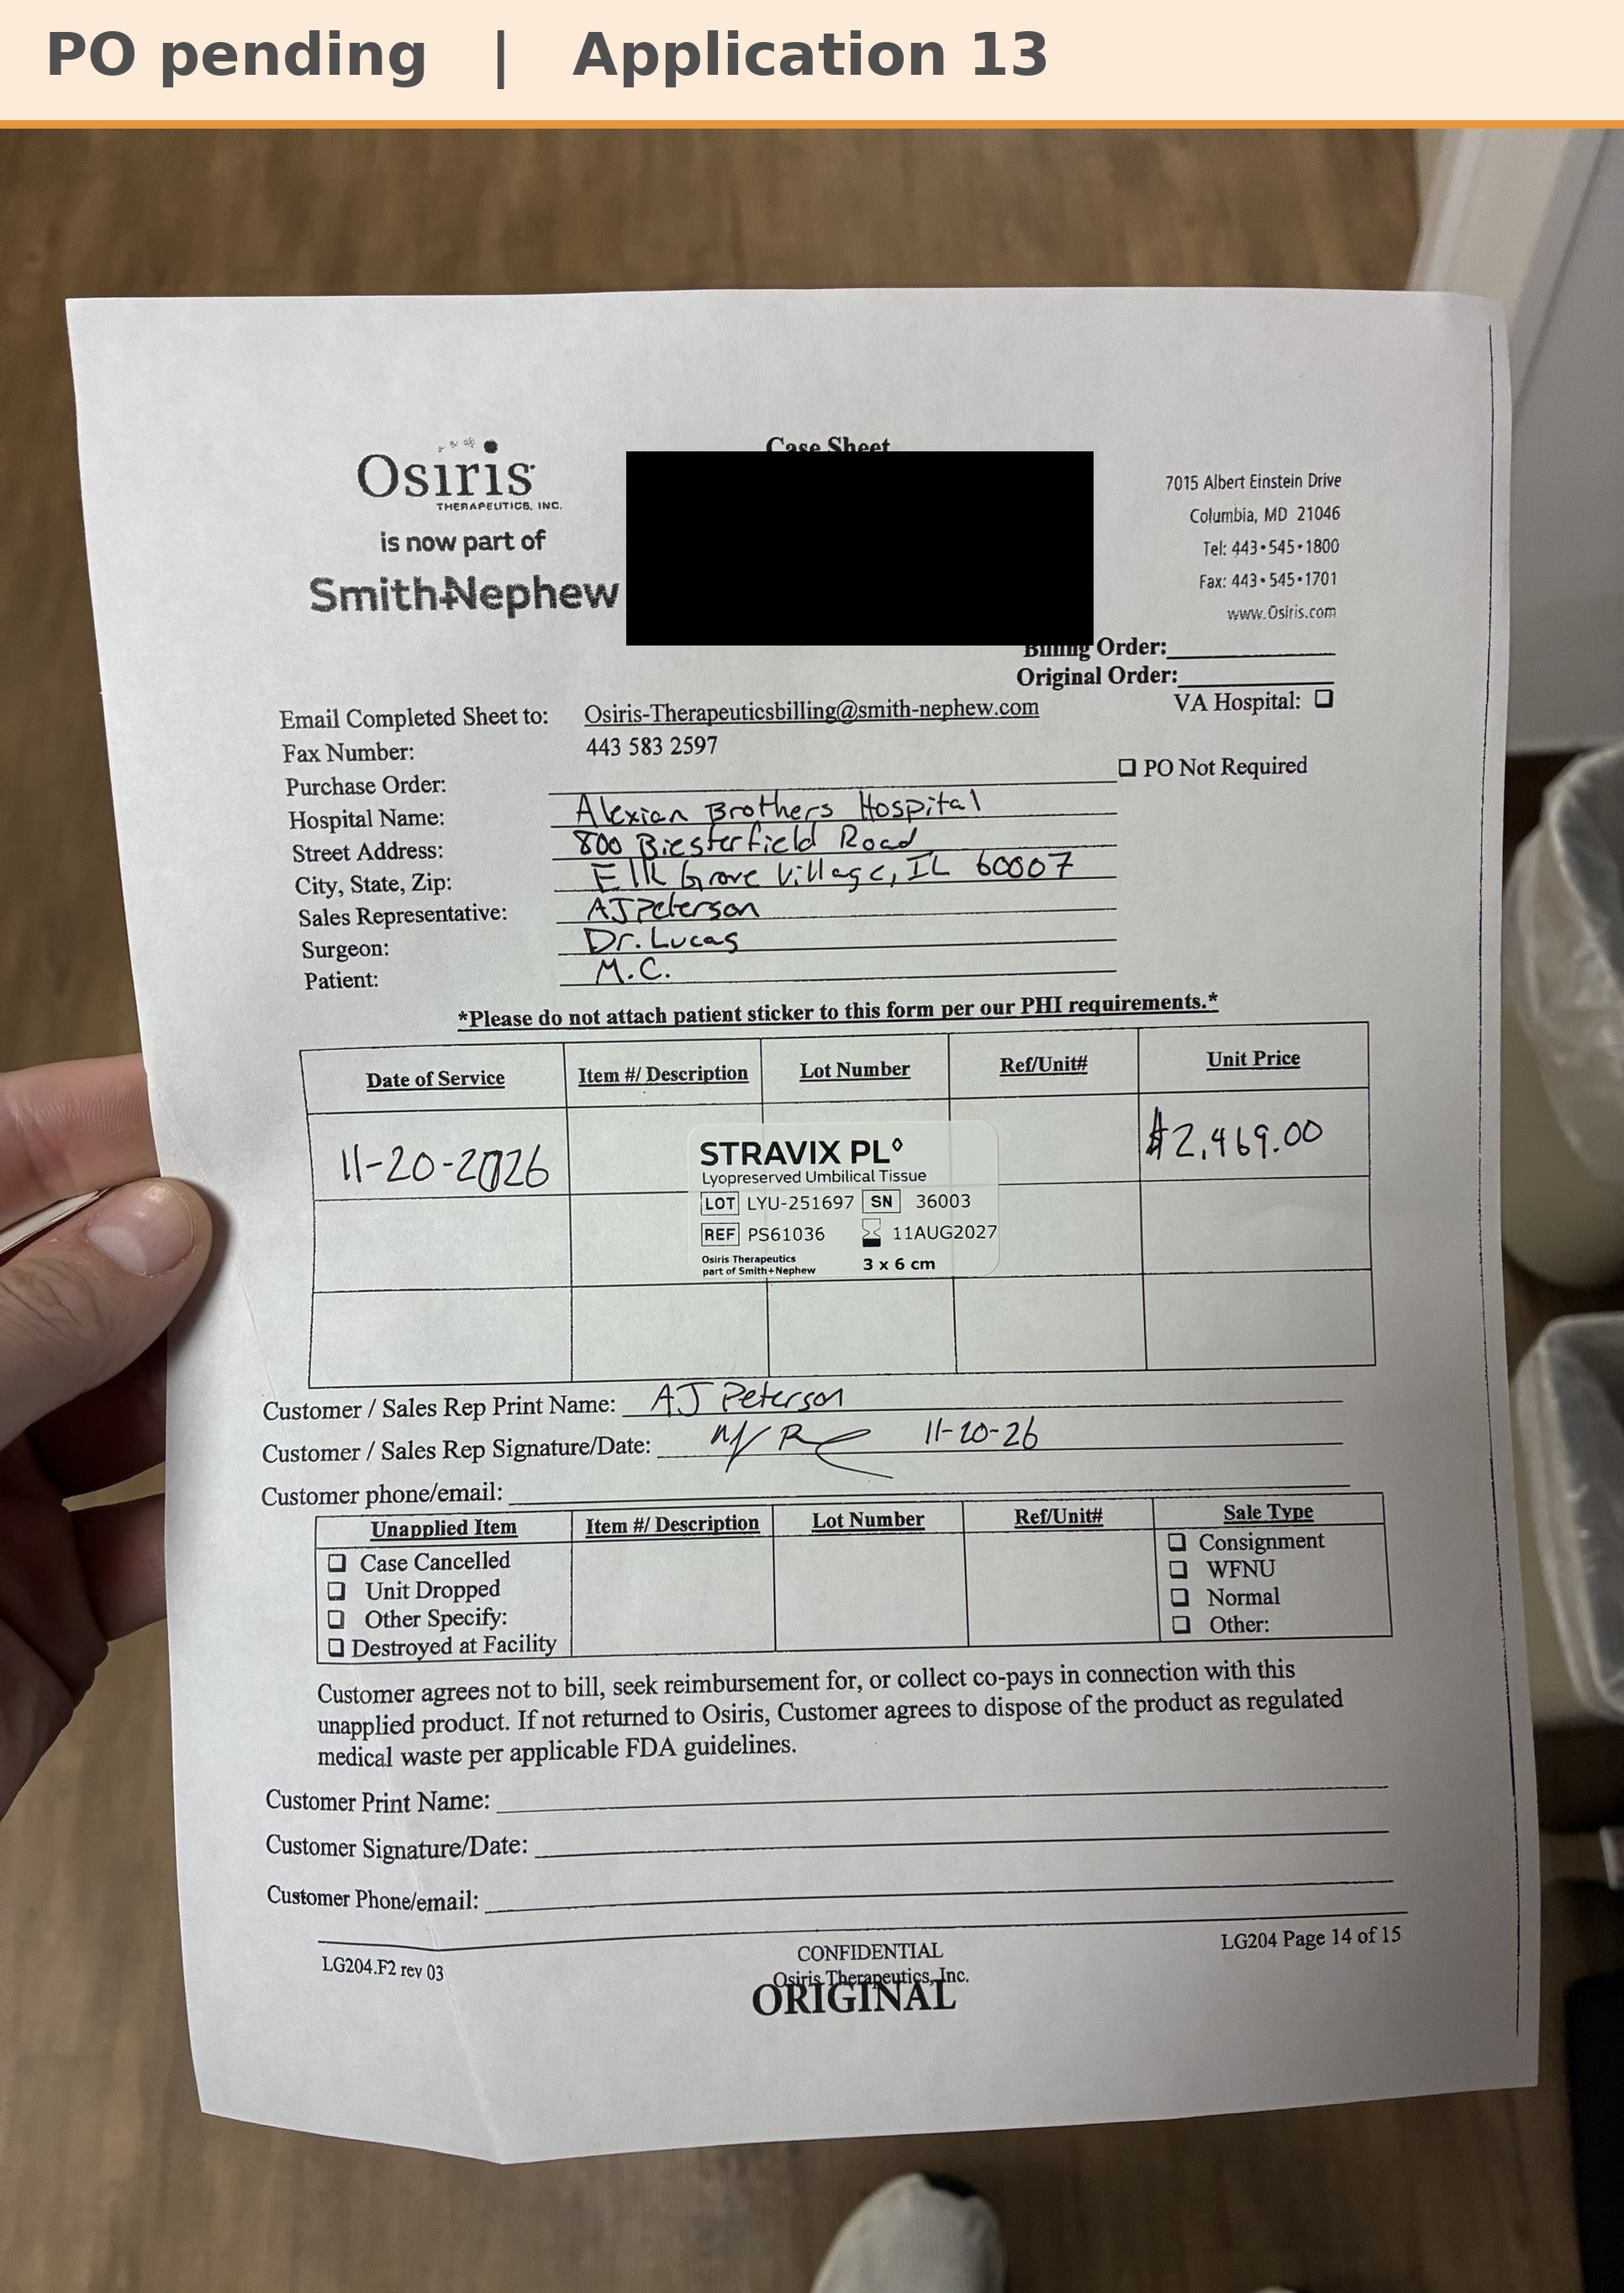 PO pending | Application 13
Case Sheet
Osiris
THERAPEUTICS, INC.
is now part of
Smith+Nephew
7015 Albert Einstein Drive
Columbia, MD 21046
Tel: 443•545•1800
Fax: 443•545•1701
www.Osiris.com
Billing Order:
Original Order:
VA Hospital: ☐
Email Completed Sheet to: Osiris-Therapeuticsbilling@smith-nephew.com
Fax Number: 443 583 2597
Purchase Order: ☐ PO Not Required
Hospital Name: Alexian Brothers Hospital
Street Address: 800 Biesterfield Road
City, State, Zip: Elk Grove Village, IL 60007
Sales Representative: AJ Peterson
Surgeon: Dr. Lucas
Patient: M.C.
*Please do not attach patient sticker to this form per our PHI requirements.*
Date of Service Item #/ Description Lot Number Ref/Unit# Unit Price
11-20-2026 $2,469.00
STRAVIX PL◊
Lyopreserved Umbilical Tissue
LOT LYU-251697 SN 36003
REF PS61036 11AUG2027
Osiris Therapeutics
part of Smith+Nephew 3 x 6 cm
Customer / Sales Rep Print Name: AJ Peterson
Customer / Sales Rep Signature/Date: 11-20-26
Customer phone/email:
Unapplied Item Item #/ Description Lot Number Ref/Unit# Sale Type
☐ Case Cancelled ☐ Consignment
☐ Unit Dropped ☐ WFNU
☐ Other Specify: ☐ Normal
☐ Destroyed at Facility ☐ Other:
Customer agrees not to bill, seek reimbursement for, or collect co-pays in connection with this
unapplied product. If not returned to Osiris, Customer agrees to dispose of the product as regulated
medical waste per applicable FDA guidelines.
Customer Print Name:
Customer Signature/Date:
Customer Phone/email:
LG204.F2 rev 03 CONFIDENTIAL LG204 Page 14 of 15
Osiris Therapeutics, Inc.
ORIGINAL